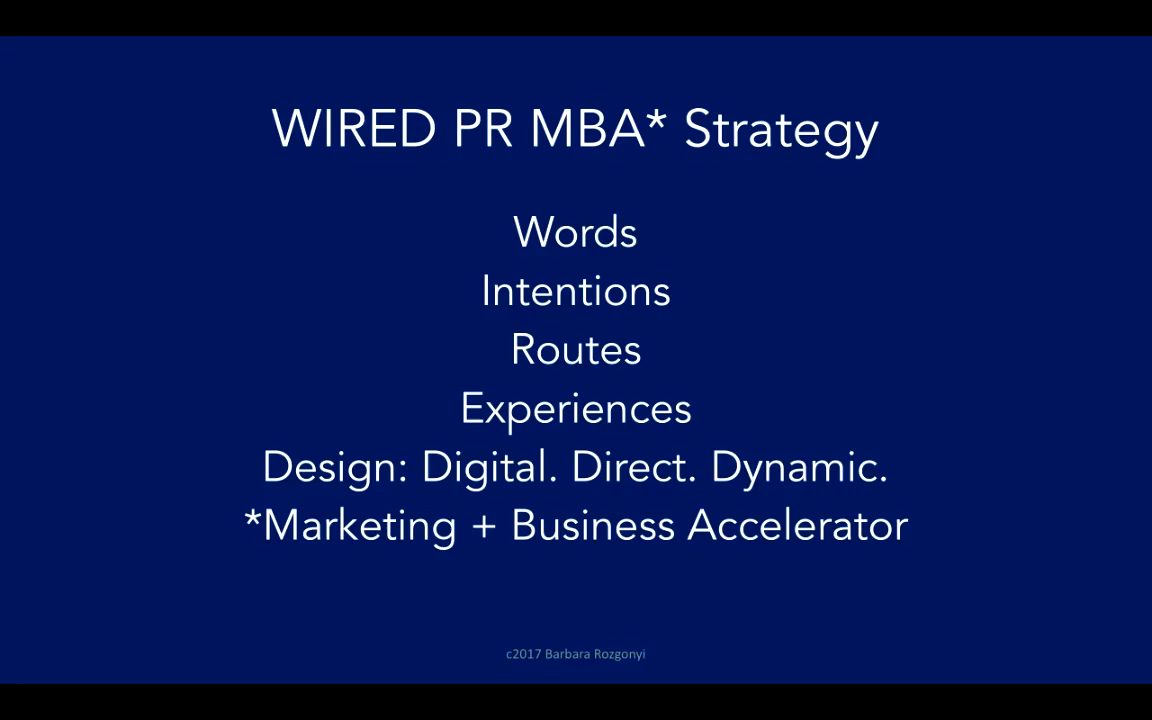 WIRED PR MBA* Strategy
Words
Intentions
Routes
Experiences
Design: Digital. Direct. Dynamic.
*Marketing + Business Accelerator
c2017 Barbara Rozgonyi